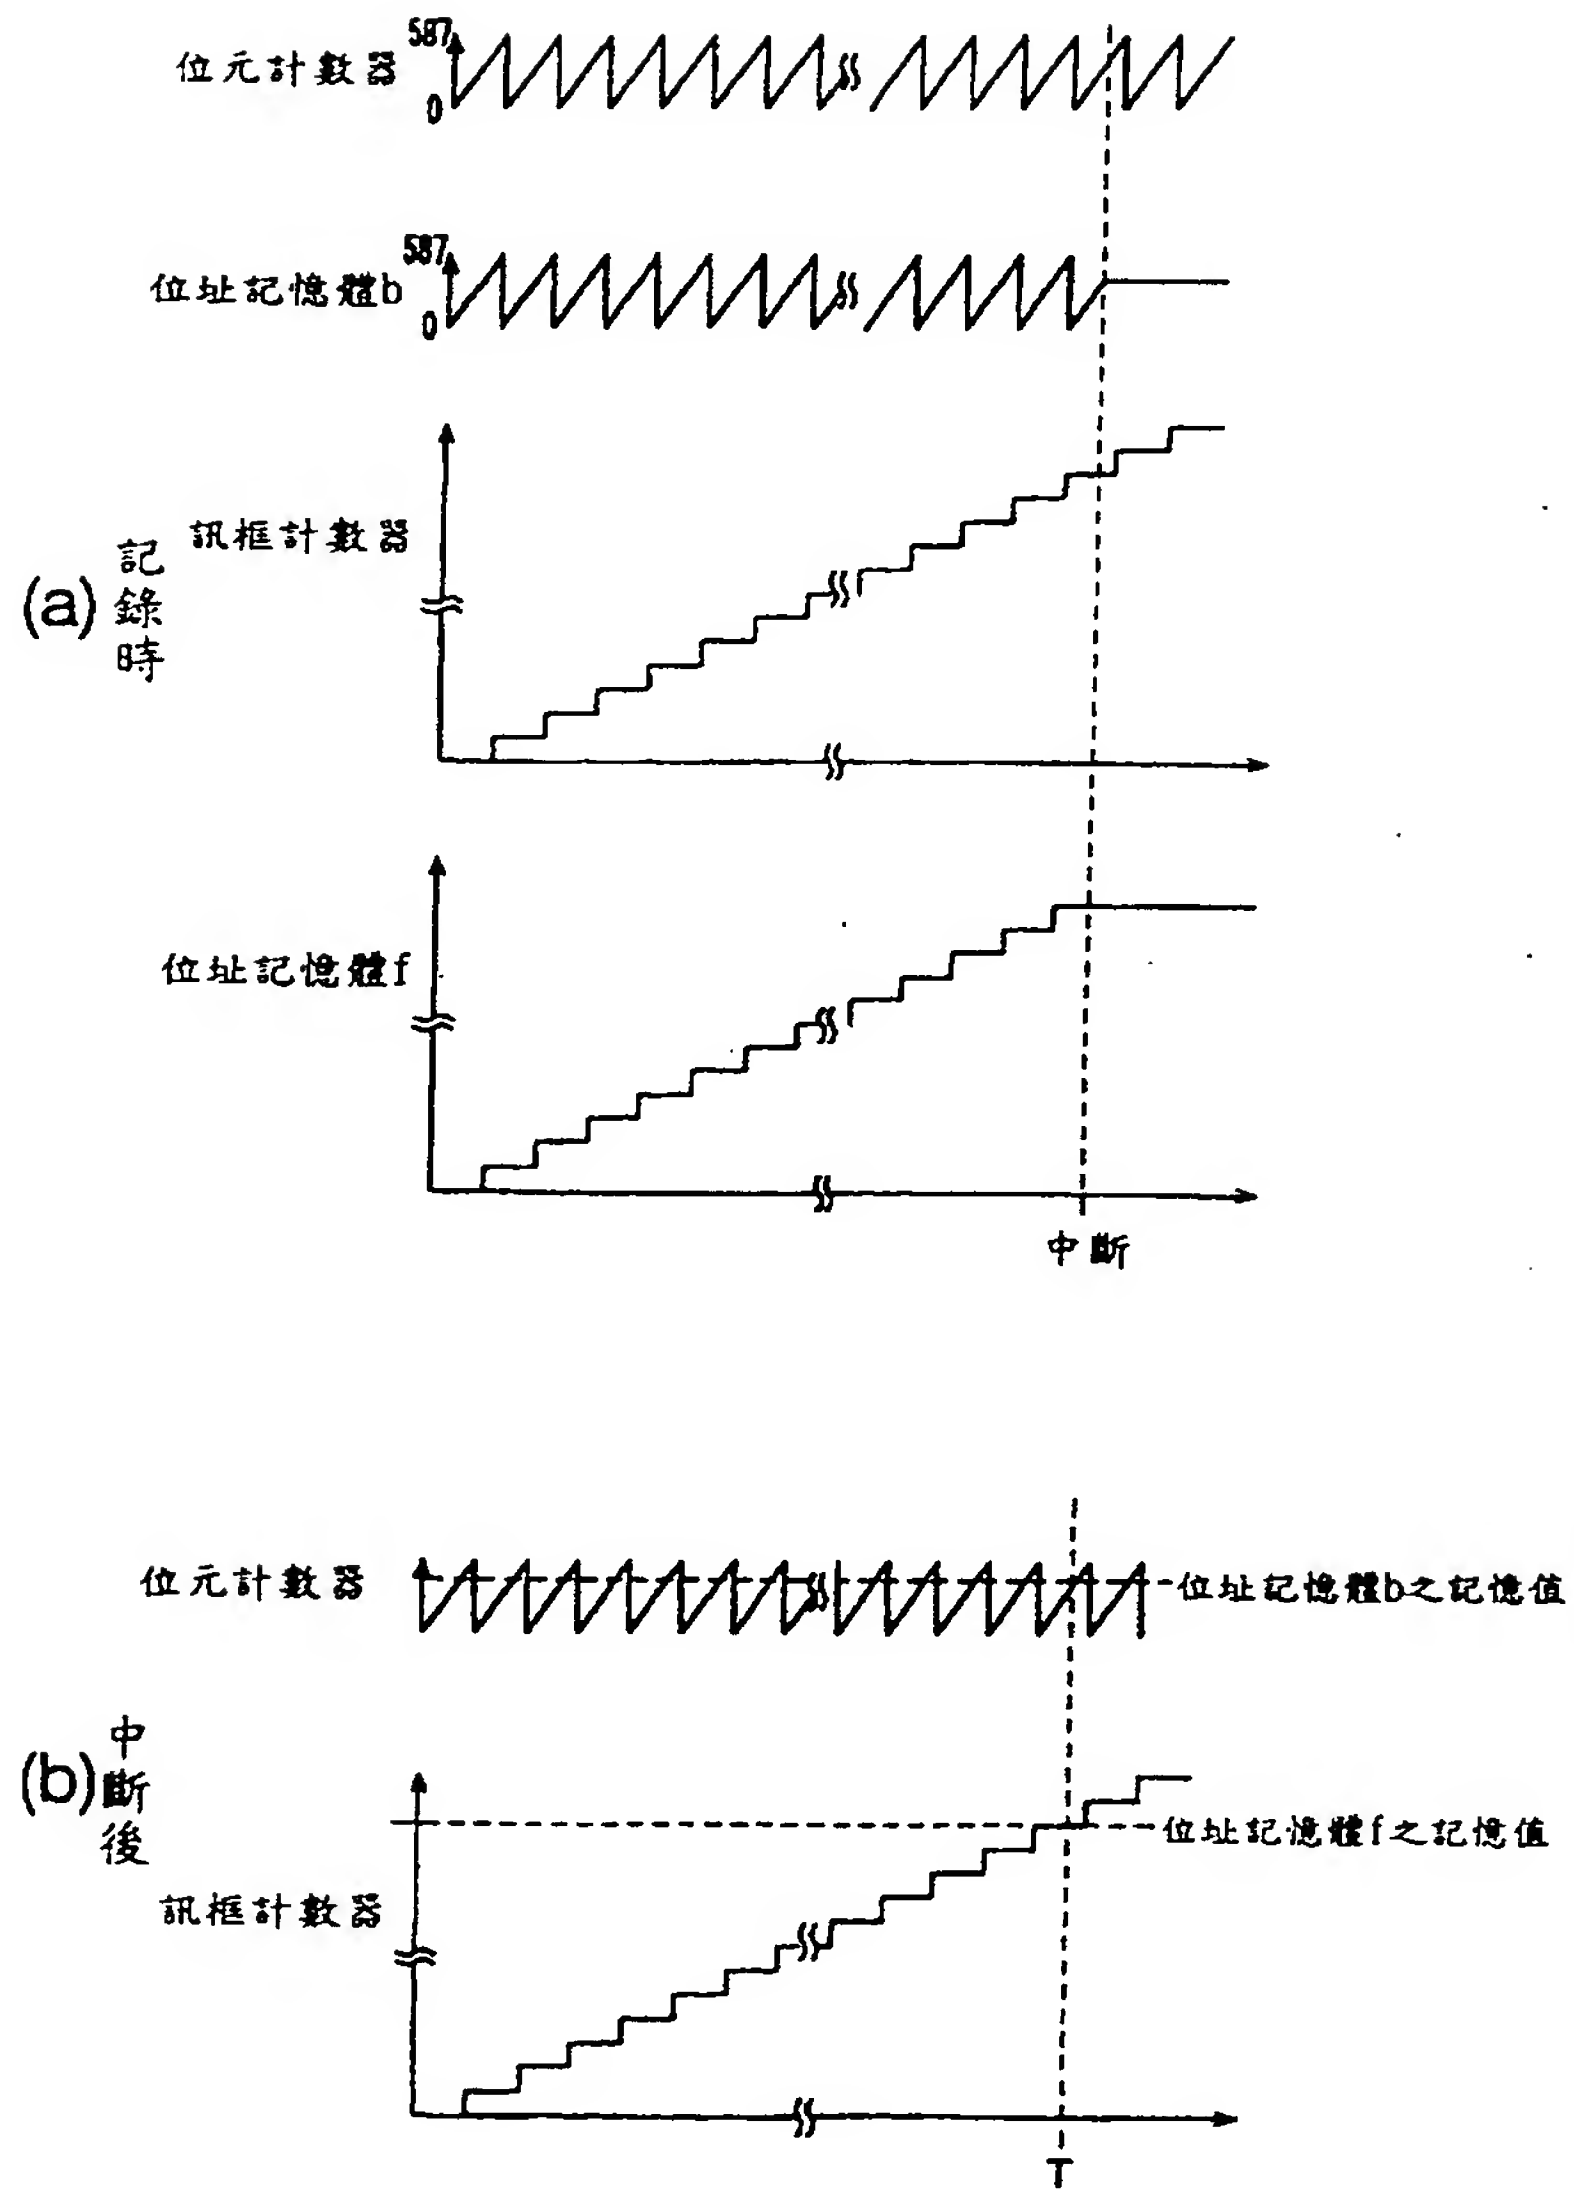 587
位元計數器
0
587
位址記憶體b
0
訊框計數器
(a) 記錄時
位址記憶體f
中斷
位元計數器
位址記憶體b之記憶值
(b) 中斷後
位址記憶體f之記憶值
訊框計數器
T